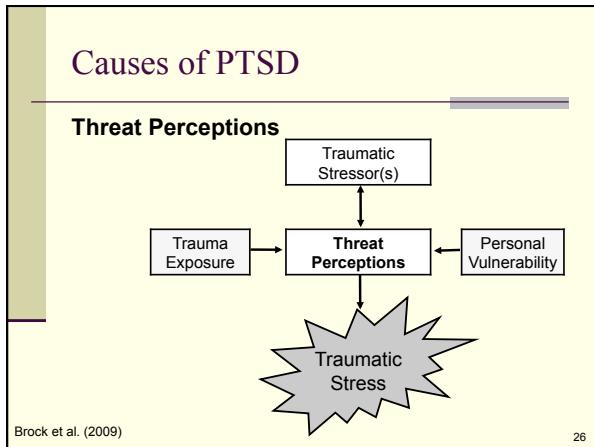 Causes of PTSD
Threat Perceptions
Traumatic
Stressor(s)
Trauma
Exposure
Threat
Perceptions
Personal
Vulnerability
Traumatic
Stress
Brock et al. (2009)
26